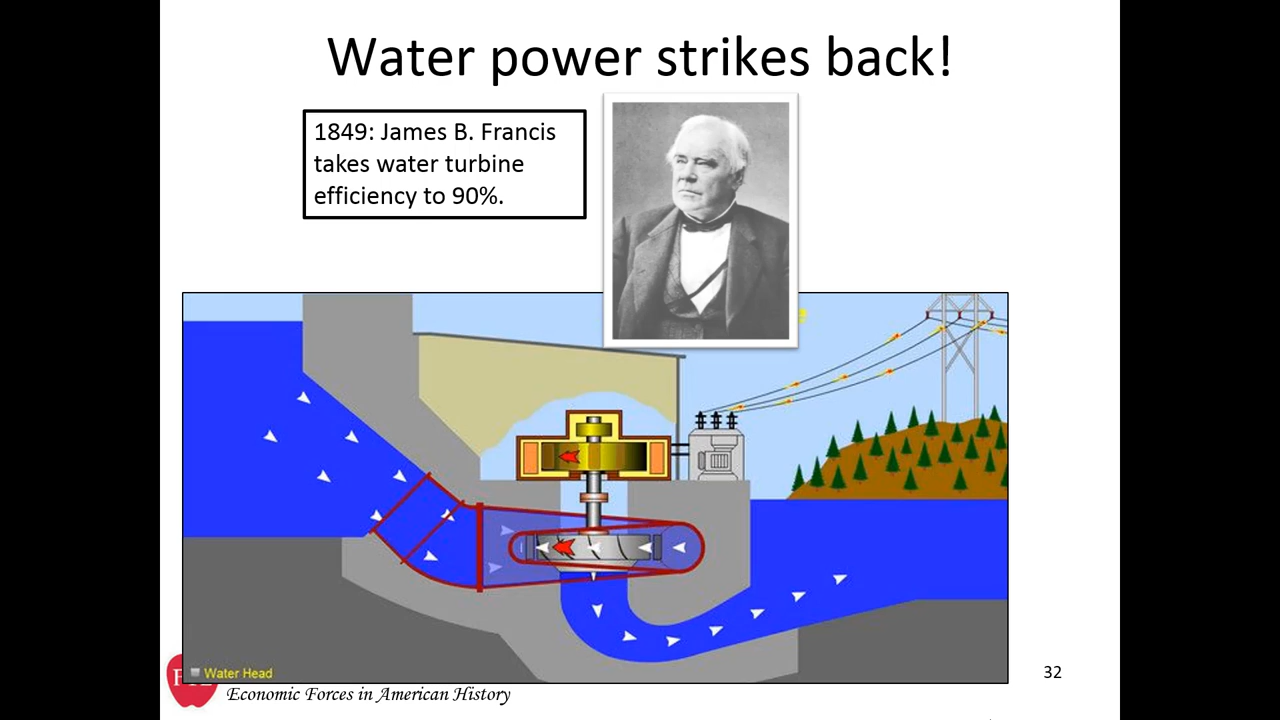 Water power strikes back!
1849: James B. Francis
takes water turbine
efficiency to 90%.
Water Head
Economic Forces in American History
32